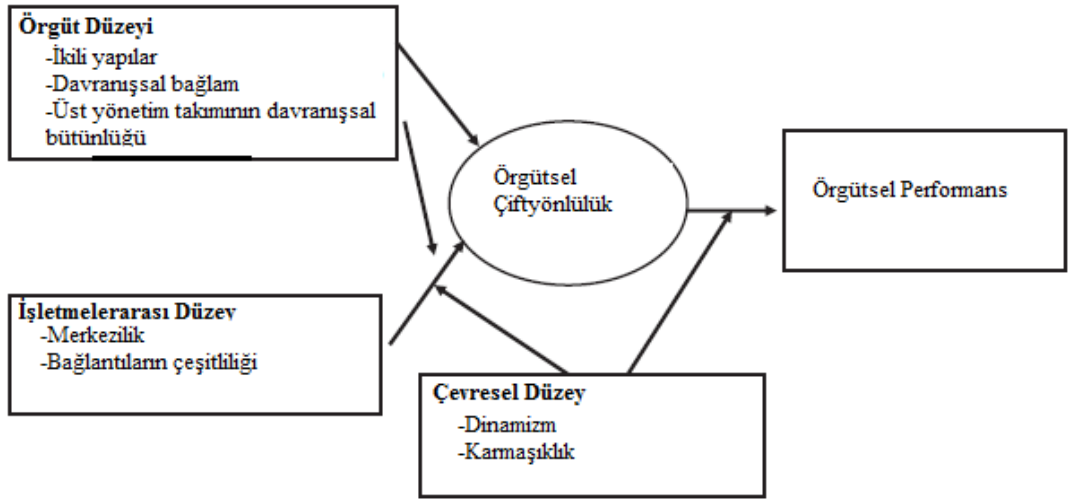 Örgüt Düzeyi
-İkili yapılar
-Davranışsal bağlam
-Üst yönetim takımının davranışsal
bütünlüğü
Örgütsel
Çiftyönlülük
Örgütsel Performans
İşletmelerarası Düzey
-Merkezilik
-Bağlantıların çeşitliliği
Çevresel Düzey
-Dinamizm
-Karmaşıklık